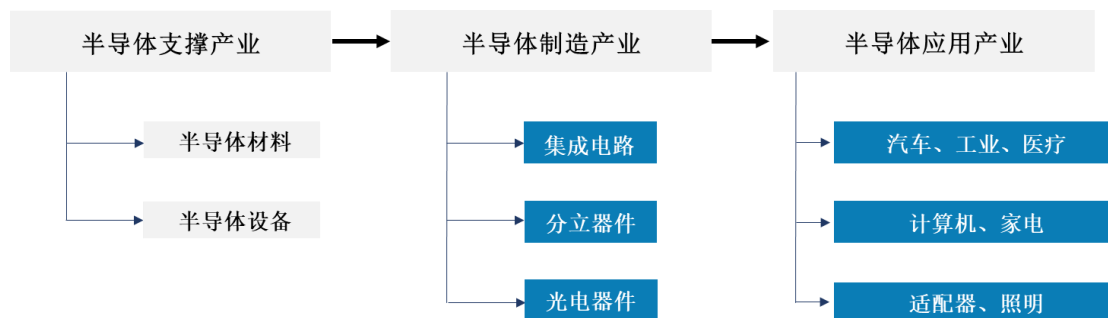 半导体支撑产业
半导体制造产业
半导体应用产业
半导体材料
半导体设备
集成电路
分立器件
光电器件
汽车、工业、医疗
计算机、家电
适配器、照明